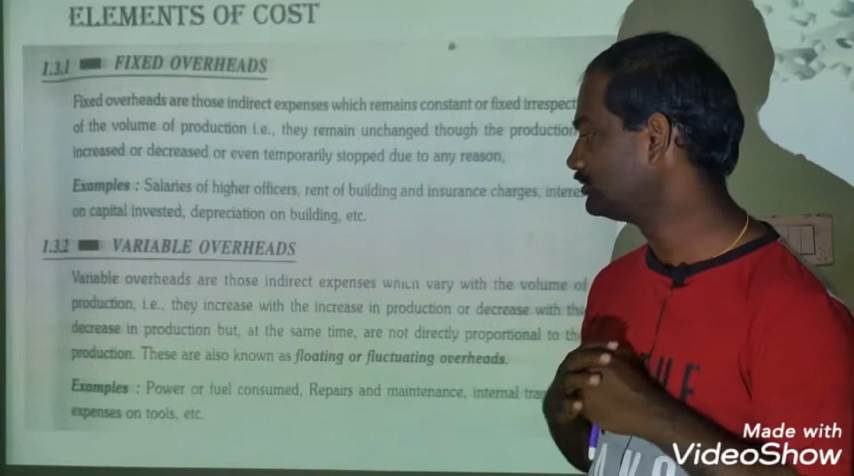 ELEMENTS OF COST
1.3.1 FIXED OVERHEADS
Fixed overheads are those indirect expenses which remains constant or fixed irrespect
of the volume of production i.e., they remain unchanged though the production
increased or decreased or even temporarily stopped due to any reason,
Examples : Salaries of higher officers, rent of building and insurance charges, intere
on capital invested, depreciation on building, etc.
1.3.2 VARIABLE OVERHEADS
Variable overheads are those indirect expenses which vary with the volume of
production, i.e., they increase with the increase in production or decrease with the
decrease in production but, at the same time, are not directly proportional to th
production. These are also known as floating or fluctuating overheads.
Examples : Power or fuel consumed, Repairs and maintenance, internal tra
expenses on tools, etc.
Made with
VideoShow